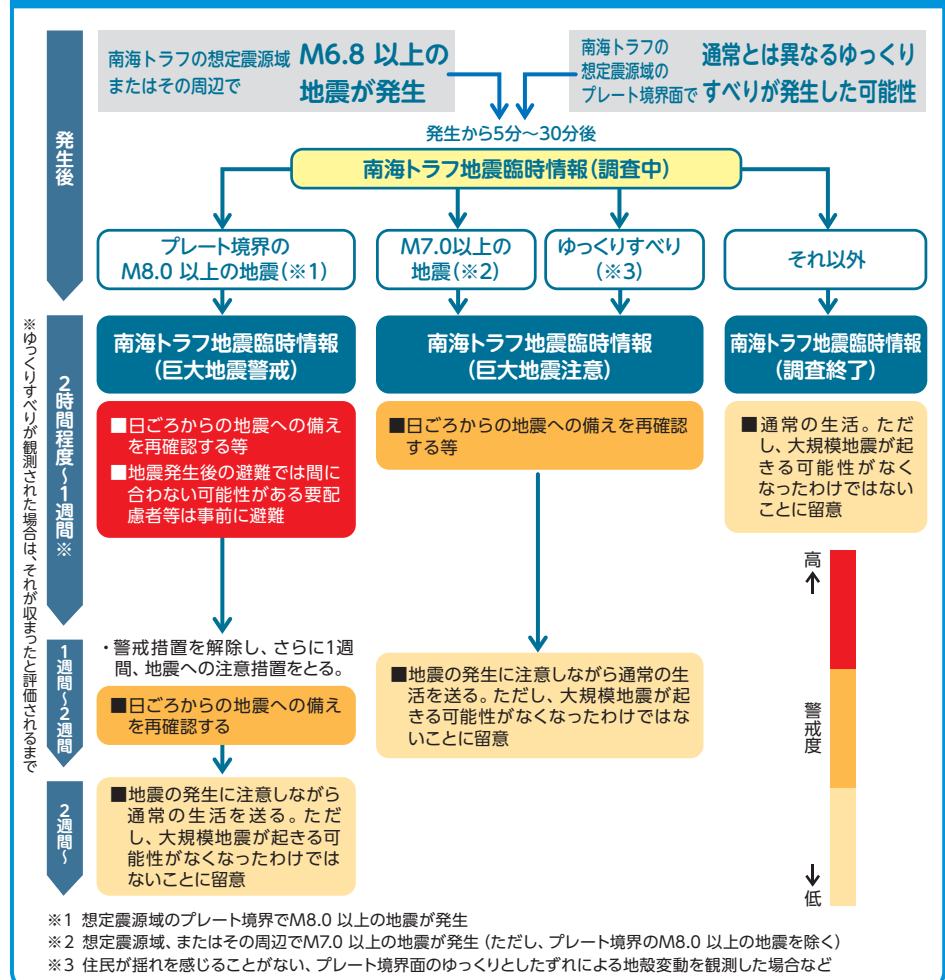 南海トラフの想定震源域
またはその周辺で
M6.8 以上の
地震が発生
南海トラフの
想定震源域の
プレート境界面で
通常とは異なるゆっくり
すべりが発生した可能性
発生から5分～30分後
南海トラフ地震臨時情報(調査中)
発生後
プレート境界の
M8.0 以上の地震(※1)
M7.0以上の
地震(※2)
ゆっくりすべり
(※3)
それ以外
2時間程度～1週間※
※ゆっくりすべりが観測された場合は、それが収まったと評価されるまで
南海トラフ地震臨時情報
(巨大地震警戒)
南海トラフ地震臨時情報
(巨大地震注意)
南海トラフ地震臨時情報
(調査終了)
■日ごろからの地震への備え
を再確認する等
■地震発生後の避難では間に
合わない可能性がある要配
慮者等は事前に避難
■日ごろからの地震への備えを再確認
する等
■通常の生活。ただ
し、大規模地震が起
きる可能性がなく
なったわけではない
ことに留意
高
警戒度
低
1週間～2週間
・警戒措置を解除し、さらに1週
間、地震への注意措置をとる。
■日ごろからの地震への備え
を再確認する
■地震の発生に注意しながら通常の生
活を送る。ただし、大規模地震が起
きる可能性がなくなったわけではな
いことに留意
2週間～
■地震の発生に注意しながら
通常の生活を送る。ただ
し、大規模地震が起きる可
能性がなくなったわけでは
ないことに留意
※1 想定震源域のプレート境界でM8.0 以上の地震が発生
※2 想定震源域、またはその周辺でM7.0 以上の地震が発生（ただし、プレート境界のM8.0 以上の地震を除く）
※3 住民が揺れを感じることがない、プレート境界面のゆっくりとしたずれによる地殻変動を観測した場合など